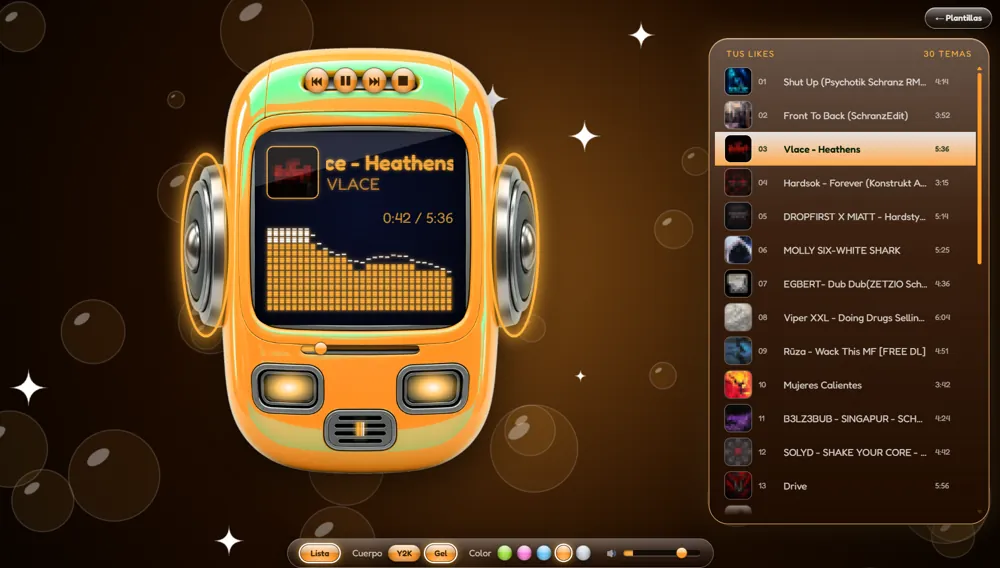 ← Plantillas
ce - Heathens
VLACE
0:42 / 5:36
TUS LIKES 30 TEMAS
01 Shut Up (Psychotik Schranz RM... 4:14
02 Front To Back (SchranzEdit) 3:52
03 Vlace - Heathens 5:36
04 Hardsok - Forever (Konstrukt A... 3:15
05 DROPFIRST X MIATT - Hardsty... 5:14
06 MOLLY SIX-WHITE SHARK 5:25
07 EGBERT- Dub Dub(ZETZIO Sch... 4:36
08 Viper XXL - Doing Drugs Sellin... 6:04
09 Rüza - Wack This MF [FREE DL] 4:51
10 Mujeres Calientes 3:42
11 B3LZ3BUB - SINGAPUR - SCH... 4:24
12 SOLYD - SHAKE YOUR CORE - ... 4:42
13 Drive 5:56
Lista Cuerpo Y2K Gel Color